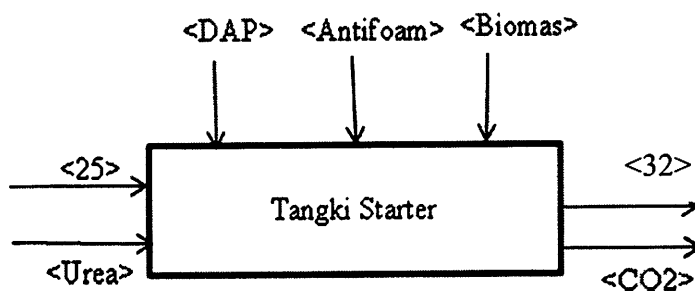 <DAP> <Antifoam> <Biomas>
<25> <32>
Tangki Starter
<Urea> <CO2>